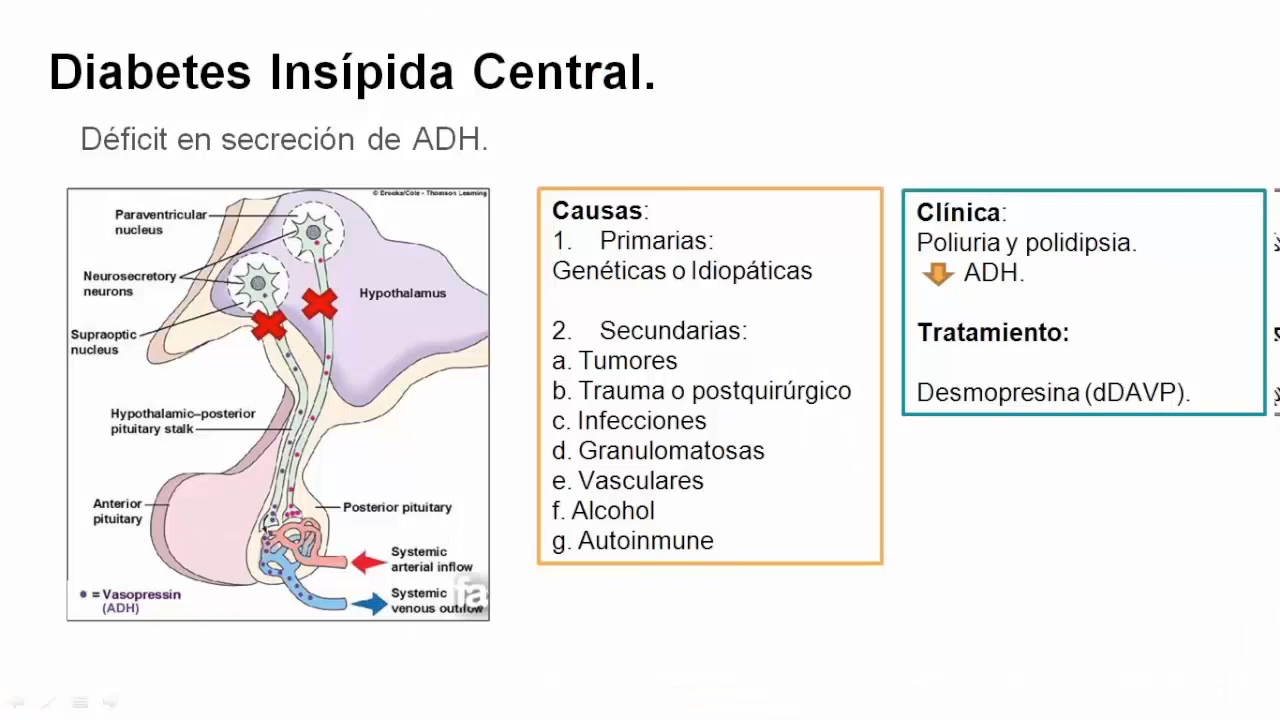 Diabetes Insípida Central.
Déficit en secreción de ADH.
© Brooks/Cole - Thomson Learning
Paraventricular
nucleus
Neurosecretory
neurons
Hypothalamus
Supraoptic
nucleus
Hypothalamic–posterior
pituitary stalk
Anterior
pituitary
Posterior pituitary
Systemic
arterial inflow
Systemic
venous outflow
= Vasopressin
(ADH)
fa
Causas:
1. Primarias:
Genéticas o Idiopáticas
2. Secundarias:
a. Tumores
b. Trauma o postquirúrgico
c. Infecciones
d. Granulomatosas
e. Vasculares
f. Alcohol
g. Autoinmune
Clínica:
Poliuria y polidipsia.
ADH.
Tratamiento:
Desmopresina (dDAVP).